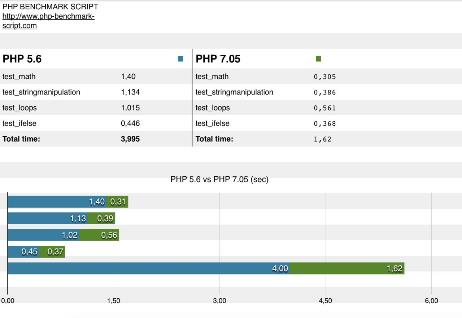 PHP BENCHMARK SCRIPT
http://www.php-benchmark-
script.com
PHP 5.6 PHP 7.05
test_math 1,40 test_math 0,305
test_stringmanipulation 1,134 test_stringmanipulation 0,386
test_loops 1.015 test_loops 0,561
test_ifelse 0,446 test_ifelse 0,368
Total time: 3,995 Total time: 1,62
PHP 5.6 vs PHP 7.05 (sec)
1,40 0,31
1,13 0,39
1,02 0,56
0,45 0,37
4,00 1,62
0,00 1,50 3,00 4,50 6,00